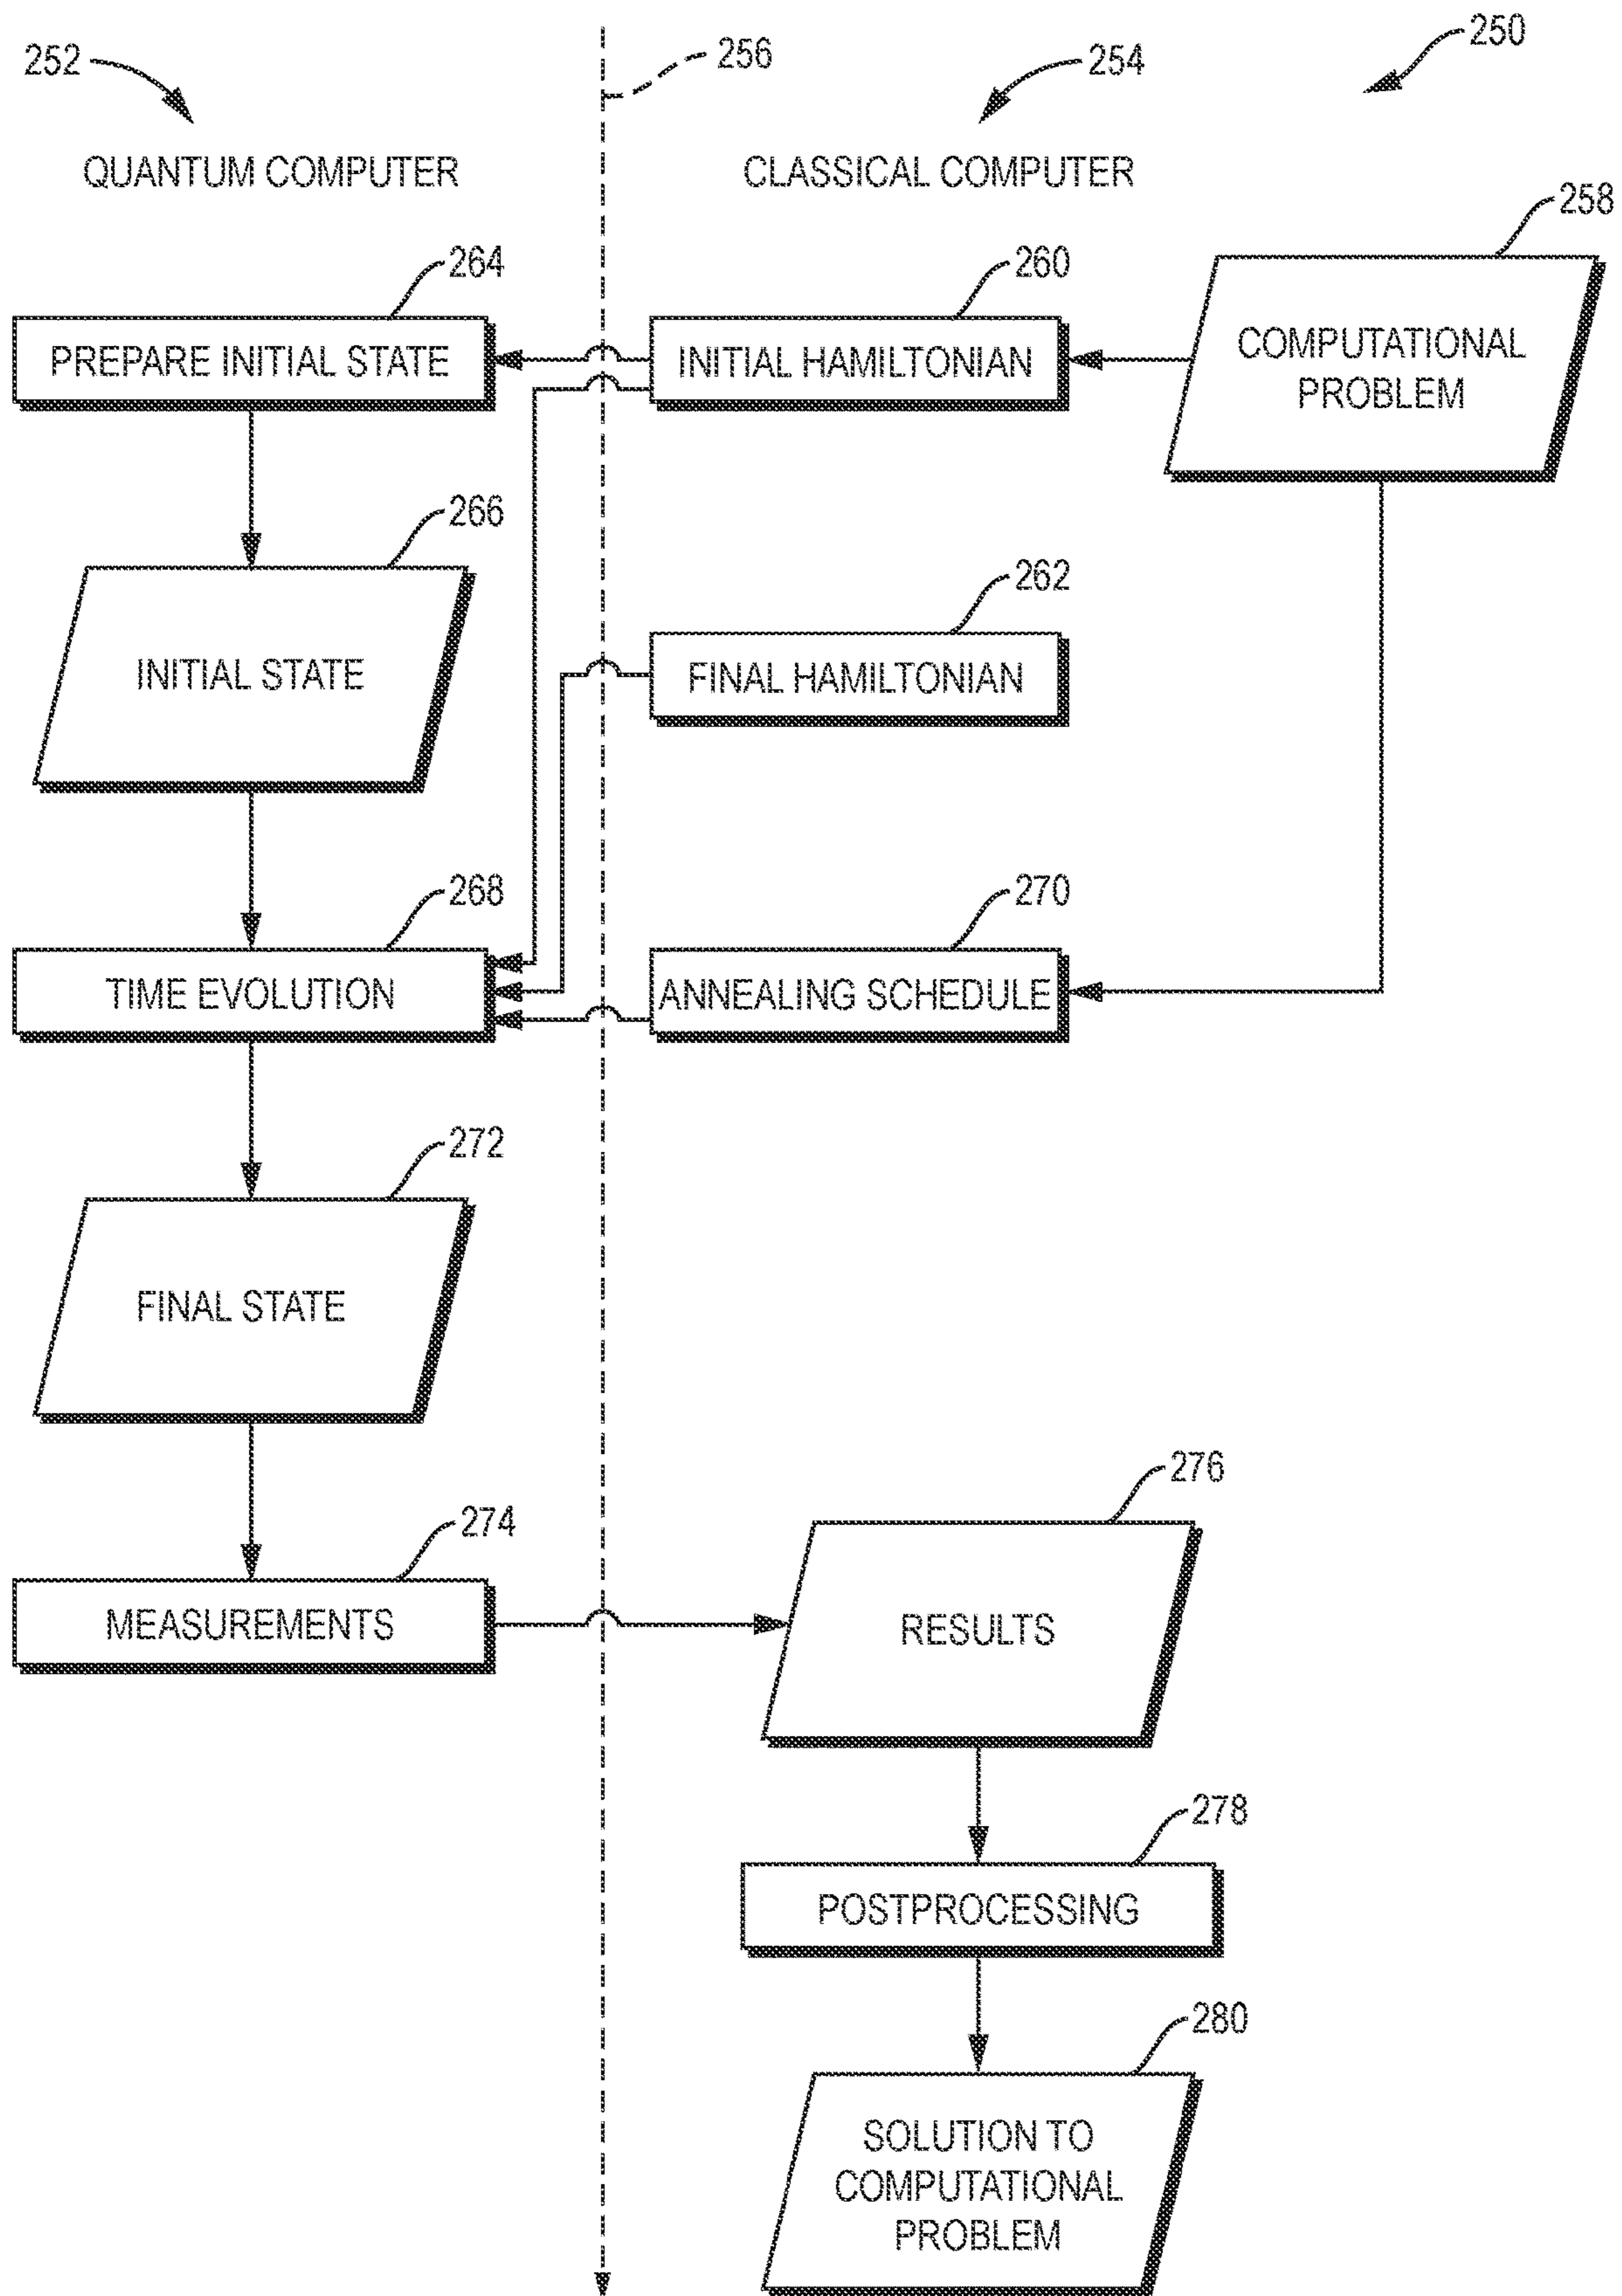 250
252
256
254
QUANTUM COMPUTER
CLASSICAL COMPUTER
258
264
260
PREPARE INITIAL STATE
INITIAL HAMILTONIAN
COMPUTATIONAL
PROBLEM
266
262
INITIAL STATE
FINAL HAMILTONIAN
268
270
TIME EVOLUTION
ANNEALING SCHEDULE
272
FINAL STATE
276
274
MEASUREMENTS
RESULTS
278
POSTPROCESSING
280
SOLUTION TO
COMPUTATIONAL
PROBLEM